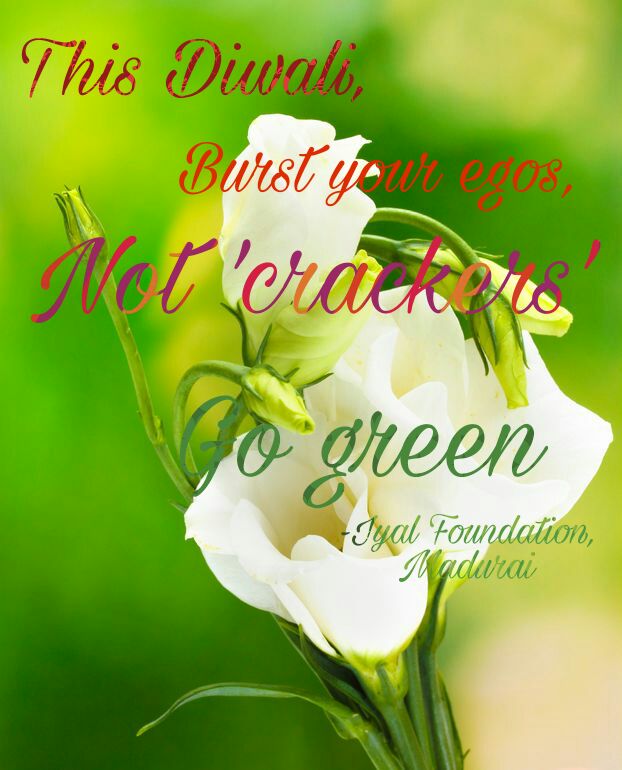 This Diwali,
Burst your egos,
Not 'crackers'
Go green
-Iyal Foundation,
Madurai